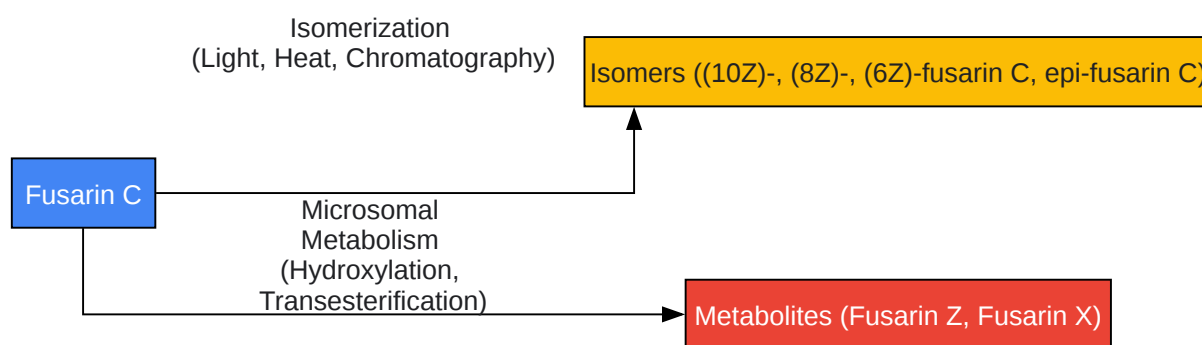 Isomerization
(Light, Heat, Chromatography)
Isomers ((10Z)-, (8Z)-, (6Z)-fusarin C, epi-fusarin C)
Fusarin C
Microsomal
Metabolism
(Hydroxylation,
Transesterification)
Metabolites (Fusarin Z, Fusarin X)